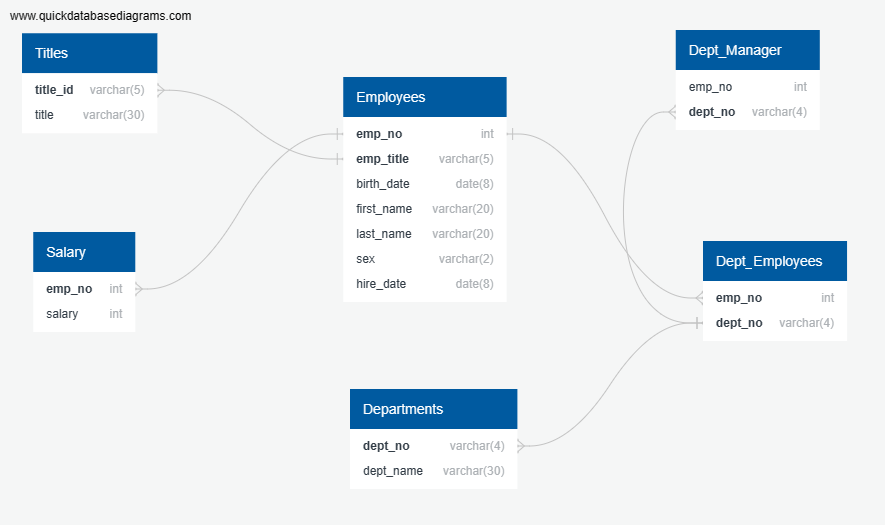 www.quickdatabasediagrams.com
Titles
title_id varchar(5)
title varchar(30)
Employees
emp_no int
emp_title varchar(5)
birth_date date(8)
first_name varchar(20)
last_name varchar(20)
sex varchar(2)
hire_date date(8)
Dept_Manager
emp_no int
dept_no varchar(4)
Salary
emp_no int
salary int
Dept_Employees
emp_no int
dept_no varchar(4)
Departments
dept_no varchar(4)
dept_name varchar(30)